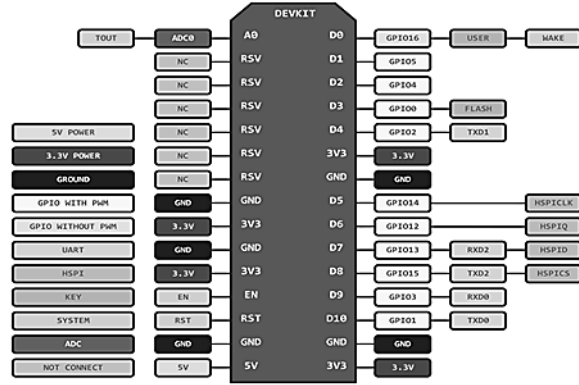 DEVKIT
TOUT ADC0 A0 D0 GPIO16 USER WAKE
NC RSV D1 GPIO5
NC RSV D2 GPIO4
NC RSV D3 GPIO0 FLASH
5V POWER NC RSV D4 GPIO2 TXD1
3.3V POWER NC RSV 3V3 3.3V
GROUND NC RSV GND GND
GPIO WITH PWM GND GND D5 GPIO14 HSPICLK
GPIO WITHOUT PWM 3.3V 3V3 D6 GPIO12 HSPIQ
UART GND GND D7 GPIO13 RXD2 HSPID
HSPI 3.3V 3V3 D8 GPIO15 TXD2 HSPICS
KEY EN EN D9 GPIO3 RXD0
SYSTEM RST RST D10 GPIO1 TXD0
ADC GND GND GND GND
NOT CONNECT 5V 5V 3V3 3.3V